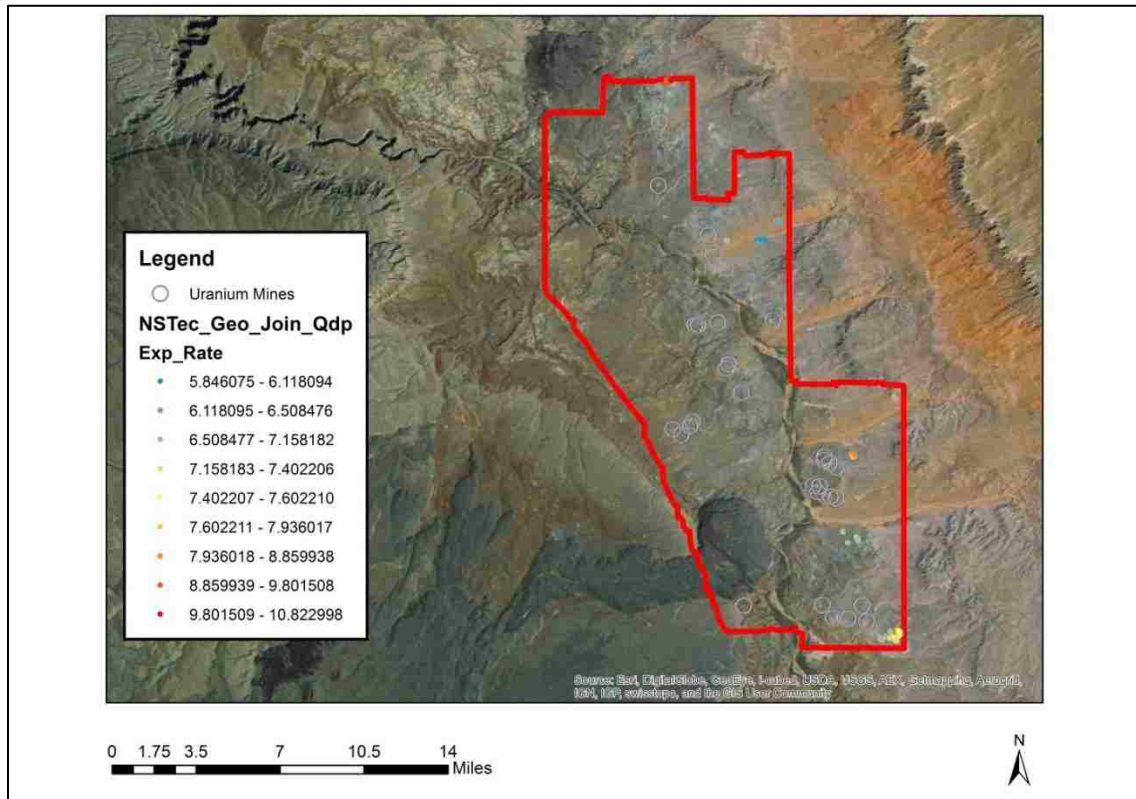 Legend
Uranium Mines
NSTec_Geo_Join_Qdp
Exp_Rate
5.846075 - 6.118094
6.118095 - 6.508476
6.508477 - 7.158182
7.158183 - 7.402206
7.402207 - 7.602210
7.602211 - 7.936017
7.936018 - 8.859938
8.859939 - 9.801508
9.801509 - 10.822998
Source: Esri, DigitalGlobe, GeoEye, i-cubed, USDA, USGS, AEX, Getmapping, Aerogrid,
IGN, IGP, swisstopo, and the GIS User Community
0 1.75 3.5 7 10.5 14
Miles
N